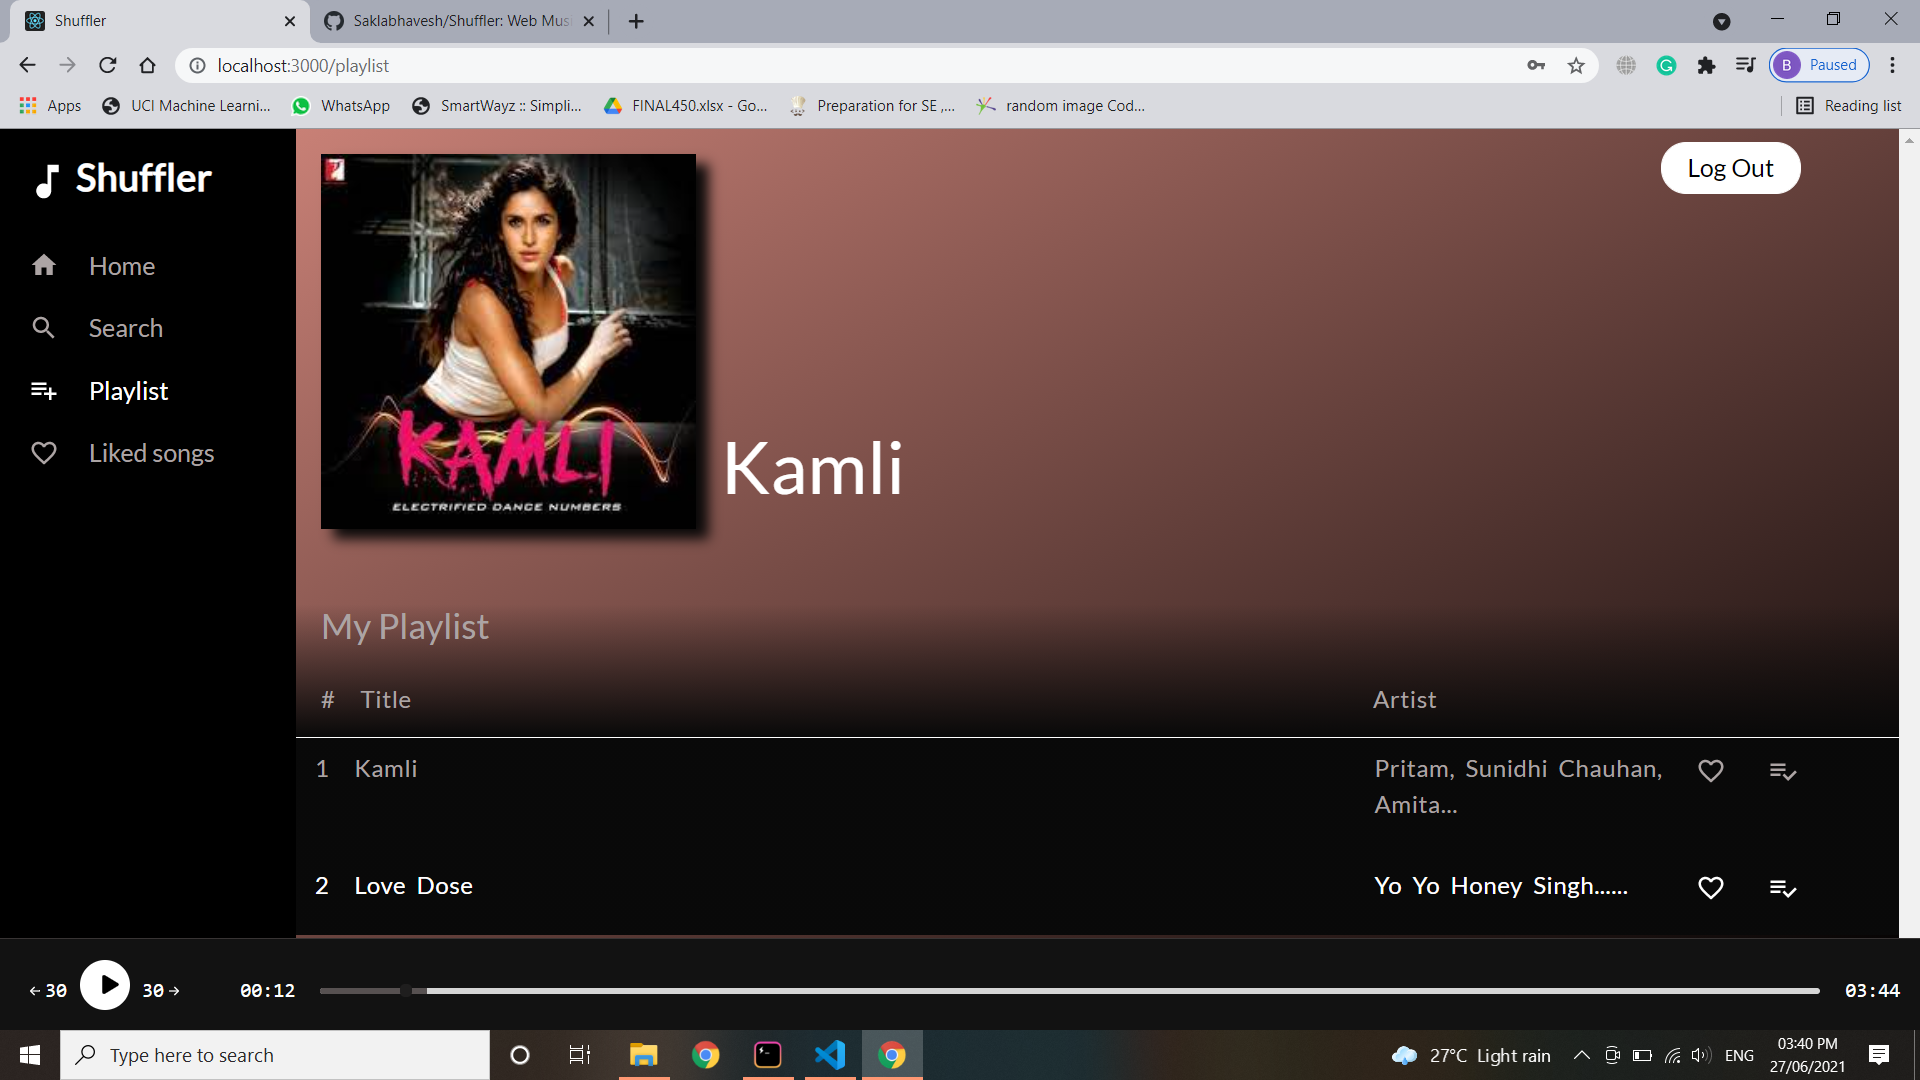 Shuffler
Saklabhavesh/Shuffler: Web Mus
localhost:3000/playlist
B Paused
Apps
UCI Machine Learni...
WhatsApp
SmartWayz :: Simpli...
FINAL450.xlsx - Go...
Preparation for SE ,...
random image Cod...
Reading list
Shuffler
Log Out
Home
Search
Playlist
Liked songs
KAMLI
ELECTRIFIED DANCE NUMBERS
Kamli
My Playlist
# Title Artist
1 Kamli Pritam, Sunidhi Chauhan,
Amita...
2 Love Dose Yo Yo Honey Singh......
30 30 00:12 03:44
Type here to search
27°C Light rain
ENG
03:40 PM
27/06/2021